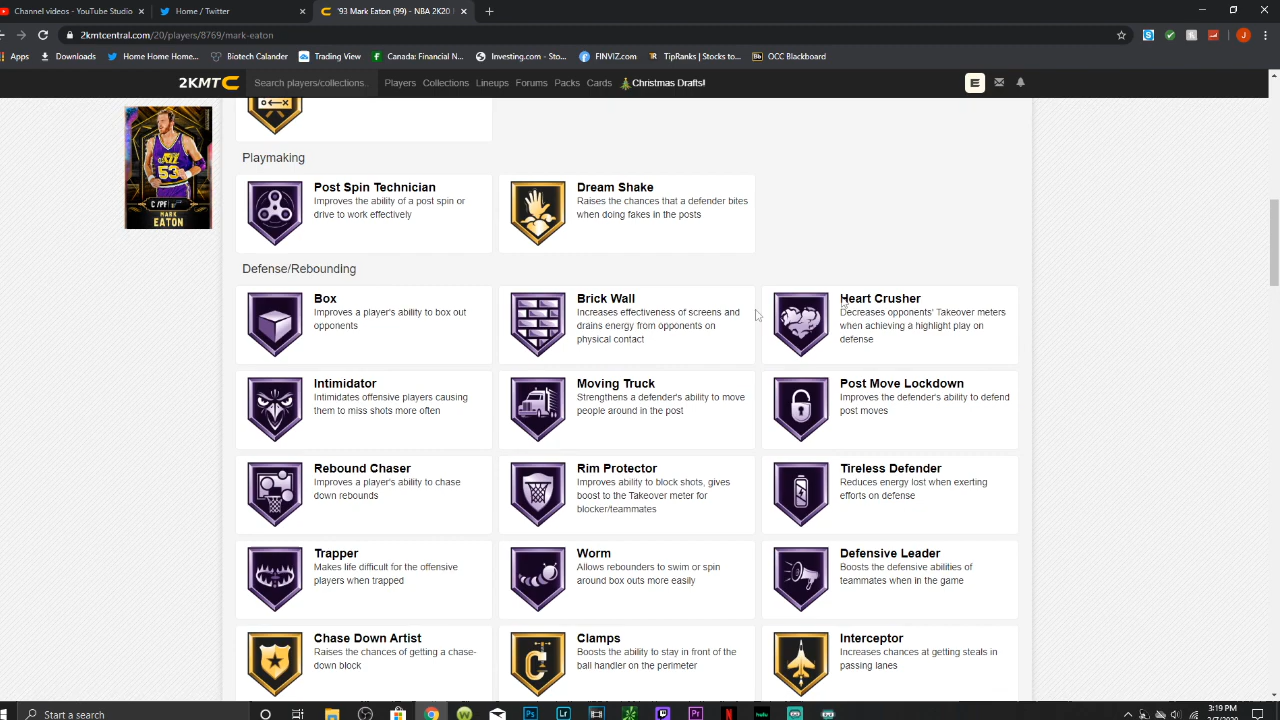 Channel videos - YouTube Studio
Home / Twitter
'93 Mark Eaton (99) - NBA 2K20
2kmtcentral.com/20/players/8769/mark-eaton
Apps Downloads Home Home Home... Biotech Calender Trading View Canada: Financial N... Investing.com - Sto... FINVIZ.com TipRanks | Stocks to... OCC Blackboard
2KMTC Search players/collections.. Players Collections Lineups Forums Packs Cards Christmas Drafts!
JAZZ
53
C/PF
MARK
EATON
Playmaking
Post Spin Technician
Improves the ability of a post spin or
drive to work effectively
Dream Shake
Raises the chances that a defender bites
when doing fakes in the posts
Defense/Rebounding
Box
Improves a player's ability to box out
opponents
Brick Wall
Increases effectiveness of screens and
drains energy from opponents on
physical contact
Heart Crusher
Decreases opponents' Takeover meters
when achieving a highlight play on
defense
Intimidator
Intimidates offensive players causing
them to miss shots more often
Moving Truck
Strengthens a defender's ability to move
people around in the post
Post Move Lockdown
Improves the defender's ability to defend
post moves
Rebound Chaser
Improves a player's ability to chase
down rebounds
Rim Protector
Improves ability to block shots, gives
boost to the Takeover meter for
blocker/teammates
Tireless Defender
Reduces energy lost when exerting
efforts on defense
Trapper
Makes life difficult for the offensive
players when trapped
Worm
Allows rebounders to swim or spin
around box outs more easily
Defensive Leader
Boosts the defensive abilities of
teammates when in the game
Chase Down Artist
Raises the chances of getting a chase-
down block
Clamps
Boosts the ability to stay in front of the
ball handler on the perimeter
Interceptor
Increases chances at getting steals in
passing lanes
Start a search
3:19 PM